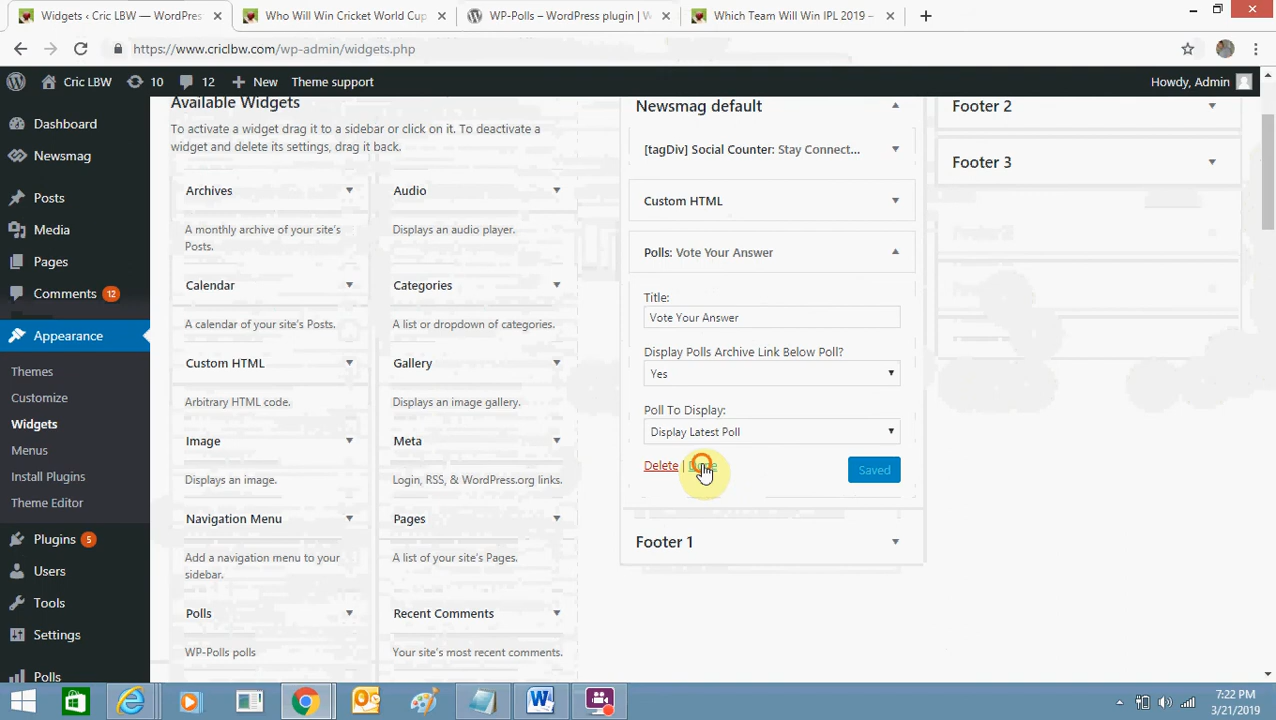 Widgets ‹ Cric LBW — WordPres
Who Will Win Cricket World Cup
WP-Polls – WordPress plugin | W
Which Team Will Win IPL 2019 –
https://www.criclbw.com/wp-admin/widgets.php
Cric LBW
10
12
New
Theme support
Howdy, Admin
Dashboard
Newsmag
Posts
Media
Pages
Comments 12
Appearance
Themes
Customize
Widgets
Menus
Install Plugins
Theme Editor
Plugins 5
Users
Tools
Settings
Polls
Available Widgets
To activate a widget drag it to a sidebar or click on it. To deactivate a
widget and delete its settings, drag it back.
Archives
A monthly archive of your site's
Posts.
Audio
Displays an audio player.
Calendar
A calendar of your site's Posts.
Categories
A list or dropdown of categories.
Custom HTML
Arbitrary HTML code.
Gallery
Displays an image gallery.
Image
Displays an image.
Meta
Login, RSS, & WordPress.org links.
Navigation Menu
Add a navigation menu to your
sidebar.
Pages
A list of your site's Pages.
Polls
WP-Polls polls
Recent Comments
Your site's most recent comments.
Newsmag default
[tagDiv] Social Counter: Stay Connect...
Custom HTML
Polls: Vote Your Answer
Title:
Vote Your Answer
Display Polls Archive Link Below Poll?
Yes
Poll To Display:
Display Latest Poll
Delete |
Saved
Footer 1
Footer 2
Footer 3
7:22 PM
3/21/2019